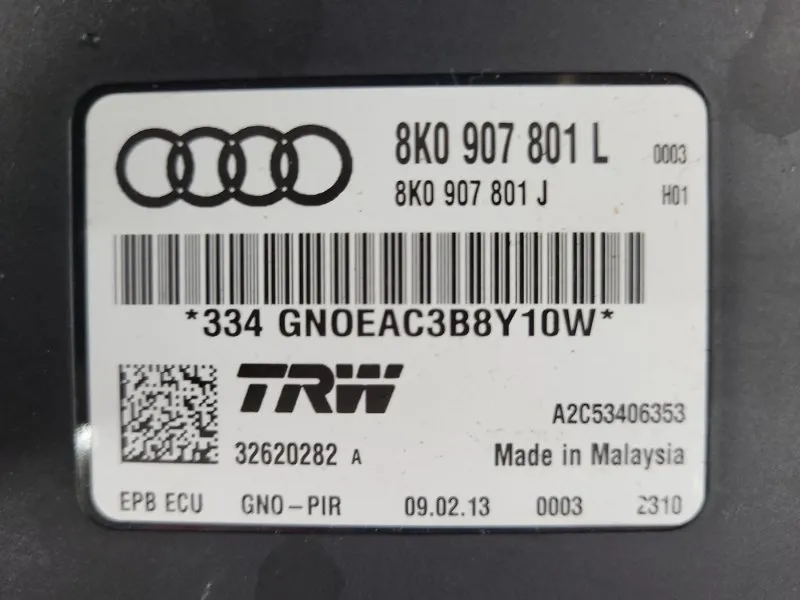 8K0 907 801 L 0003
8K0 907 801 J H01
*334 GNOEAC3B8Y10W*
TRW
A2C53406353
32620282 A Made in Malaysia
EPB ECU GNO-PIR 09.02.13 0003 2310